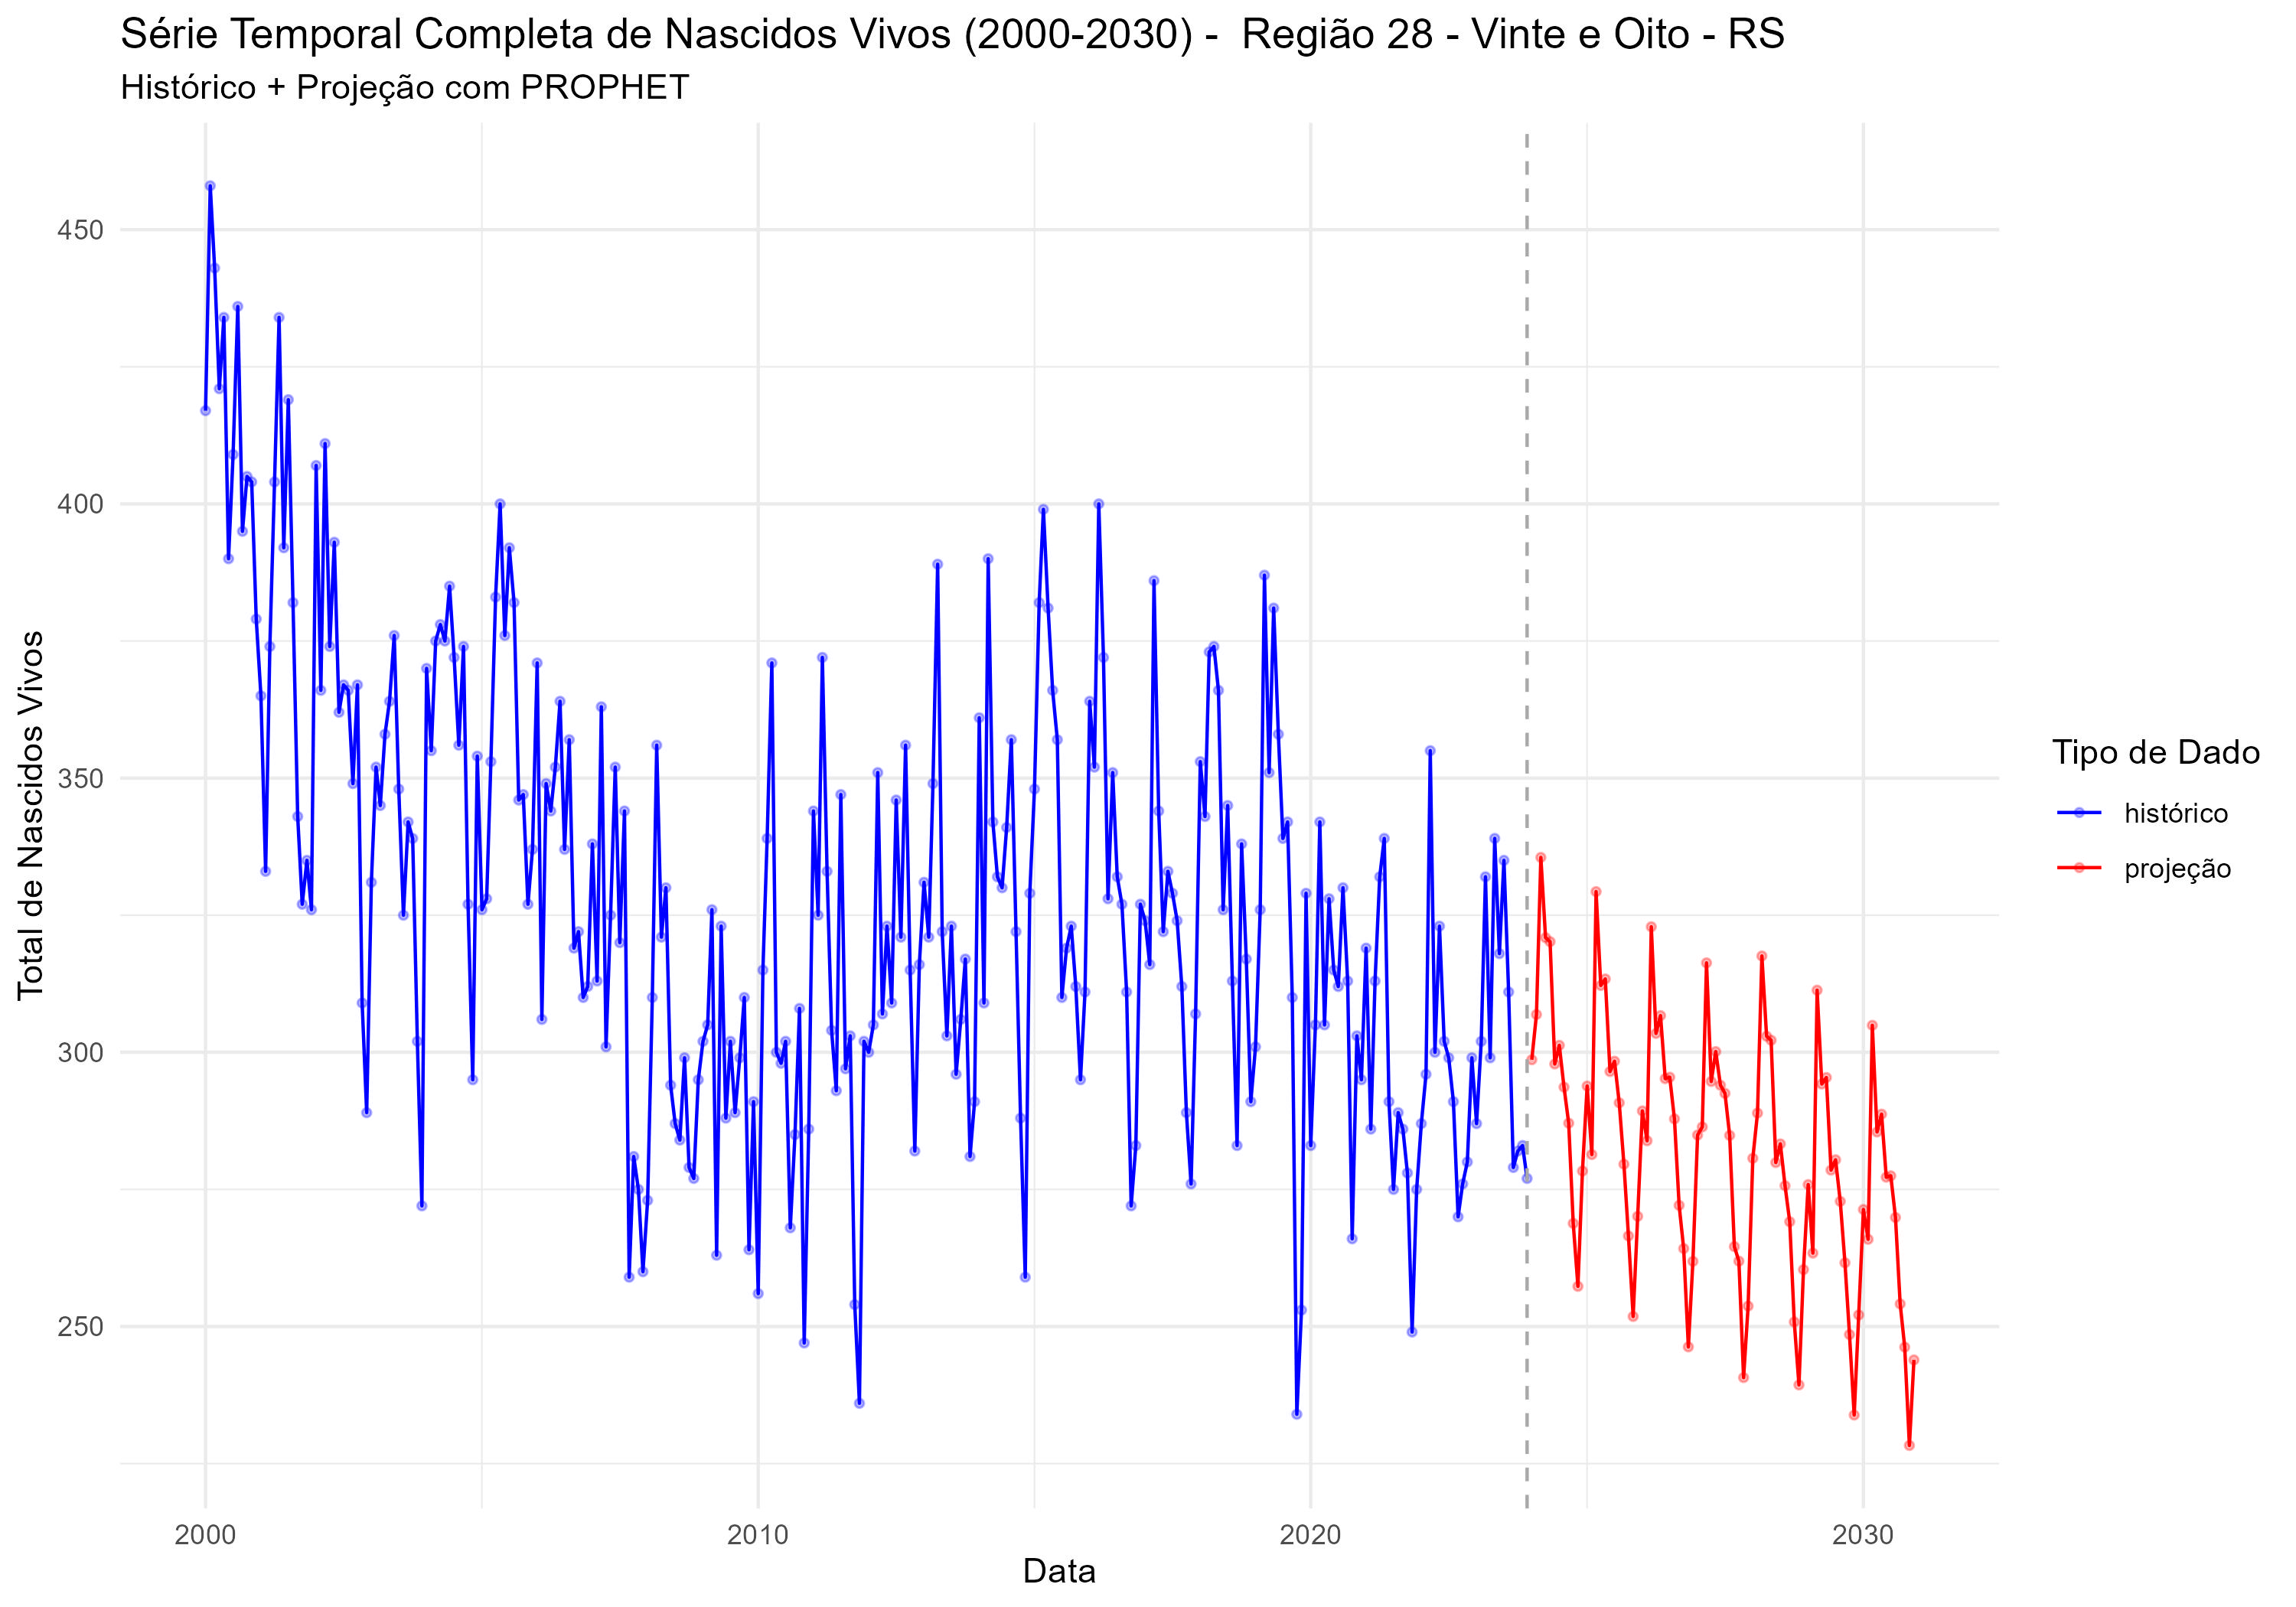 Série Temporal Completa de Nascidos Vivos (2000-2030) -  Região 28 - Vinte e Oito - RS
Histórico + Projeção com PROPHET
Total de Nascidos Vivos
450
400
350
300
250
2000
2010
2020
2030
Data
Tipo de Dado
histórico
projeção